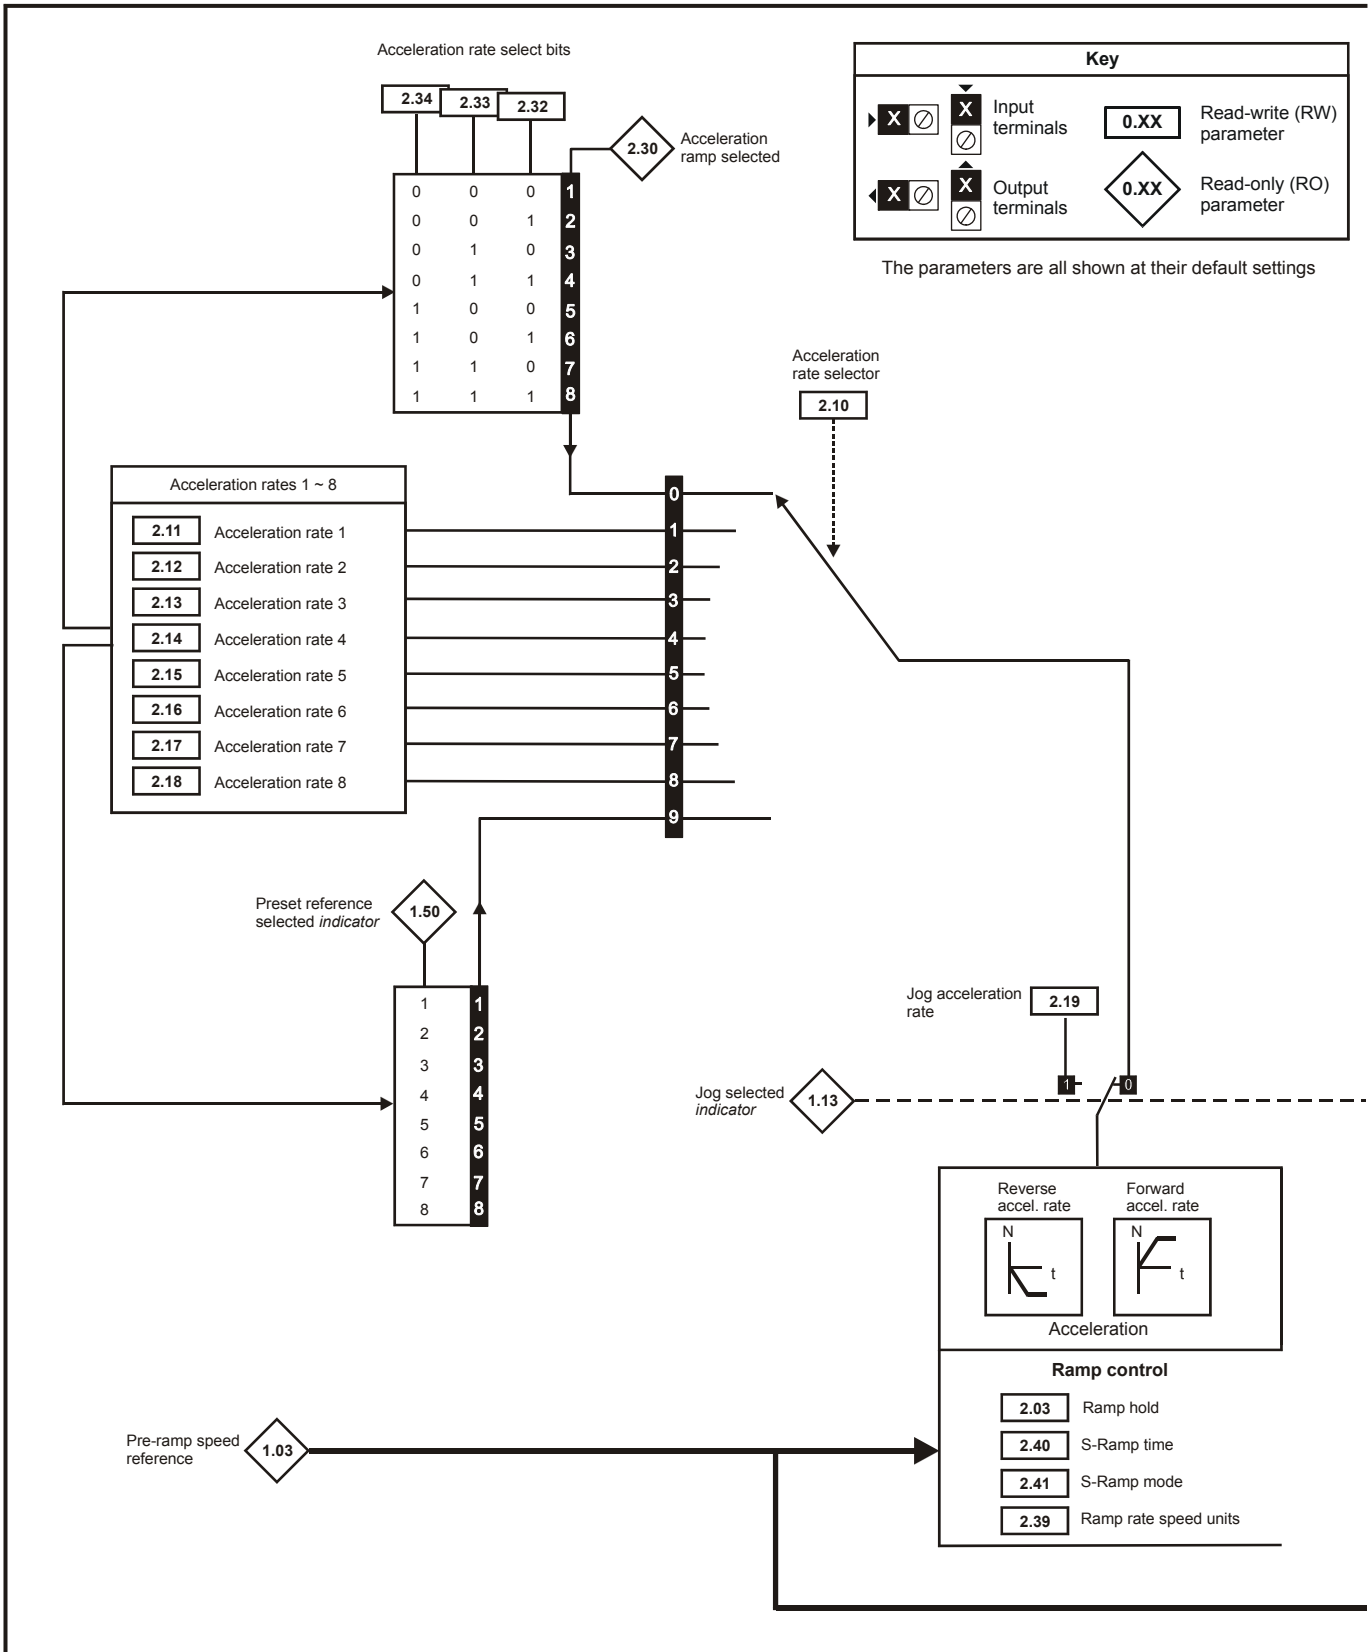 Acceleration rate select bits
2.34 2.33 2.32
2.30
Acceleration
ramp selected
0 0 0 1
0 0 1 2
0 1 0 3
0 1 1 4
1 0 0 5
1 0 1 6
1 1 0 7
1 1 1 8
Key
X
X
Input
terminals
0.XX
Read-write (RW)
parameter
X
X
Output
terminals
0.XX
Read-only (RO)
parameter
The parameters are all shown at their default settings
Acceleration
rate selector
2.10
Acceleration rates 1 ~ 8
2.11 Acceleration rate 1
2.12 Acceleration rate 2
2.13 Acceleration rate 3
2.14 Acceleration rate 4
2.15 Acceleration rate 5
2.16 Acceleration rate 6
2.17 Acceleration rate 7
2.18 Acceleration rate 8
0
1
2
3
4
5
6
7
8
9
Preset reference
selected indicator
1.50
1 1
2 2
3 3
4 4
5 5
6 6
7 7
8 8
Jog acceleration
rate
2.19
1 0
Jog selected
indicator
1.13
Reverse
accel. rate
N
t
Forward
accel. rate
N
t
Acceleration
Ramp control
2.03 Ramp hold
2.40 S-Ramp time
2.41 S-Ramp mode
2.39 Ramp rate speed units
Pre-ramp speed
reference
1.03